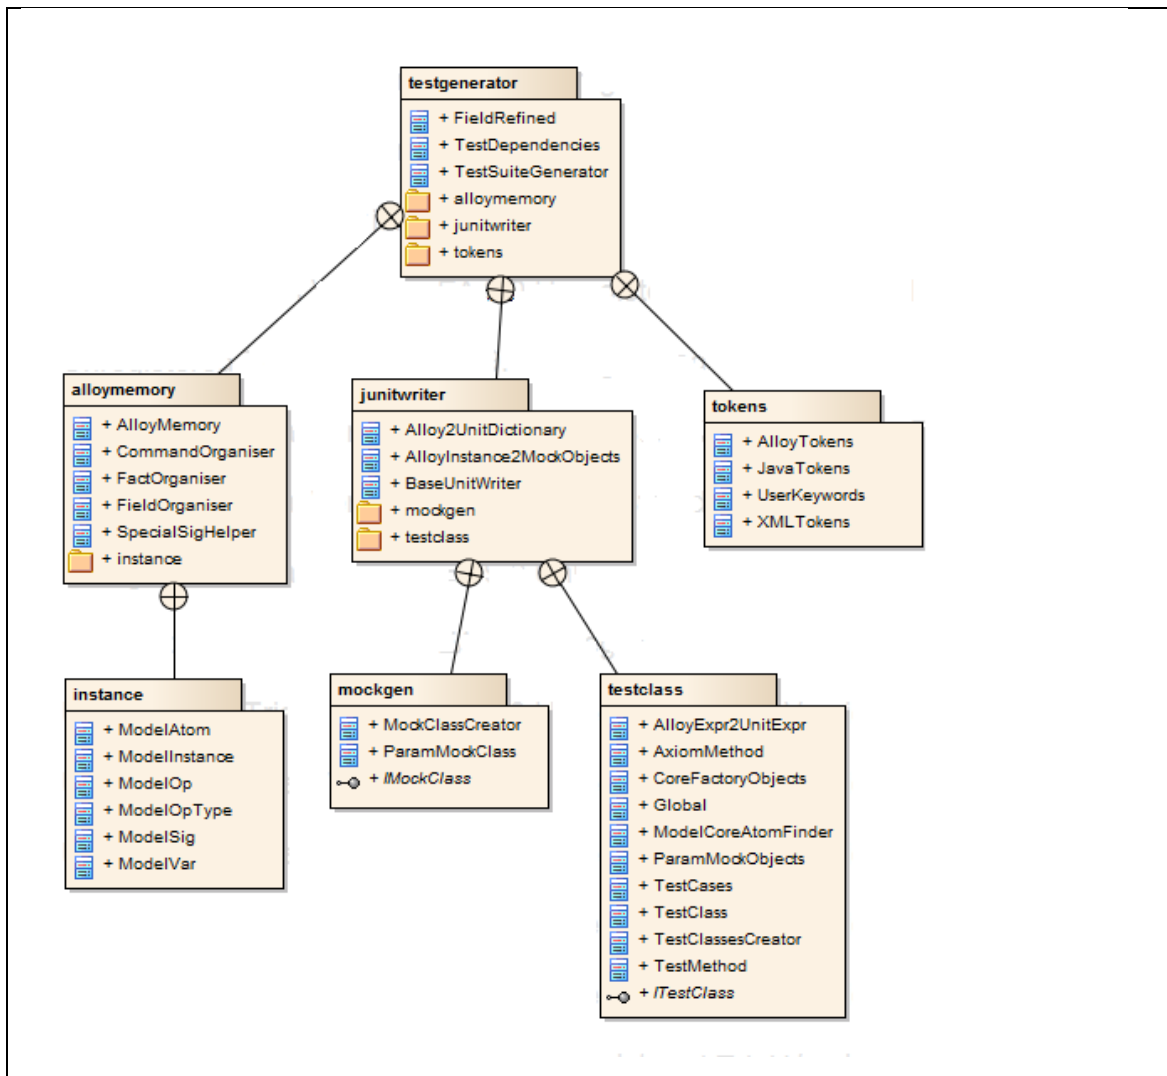 testgenerator
+ FieldRefined
+ TestDependencies
+ TestSuiteGenerator
+ alloymemory
+ junitwriter
+ tokens
alloymemory
+ AlloyMemory
+ CommandOrganiser
+ FactOrganiser
+ FieldOrganiser
+ SpecialSigHelper
+ instance
junitwriter
+ Alloy2UnitDictionary
+ AlloyInstance2MockObjects
+ BaseUnitWriter
+ mockgen
+ testclass
tokens
+ AlloyTokens
+ JavaTokens
+ UserKeywords
+ XMLTokens
instance
+ ModelAtom
+ ModelInstance
+ ModelOp
+ ModelOpType
+ ModelSig
+ ModelVar
mockgen
+ MockClassCreator
+ ParamMockClass
+ IMockClass
testclass
+ AlloyExpr2UnitExpr
+ AxiomMethod
+ CoreFactoryObjects
+ Global
+ ModelCoreAtomFinder
+ ParamMockObjects
+ TestCases
+ TestClass
+ TestClassesCreator
+ TestMethod
+ ITestClass